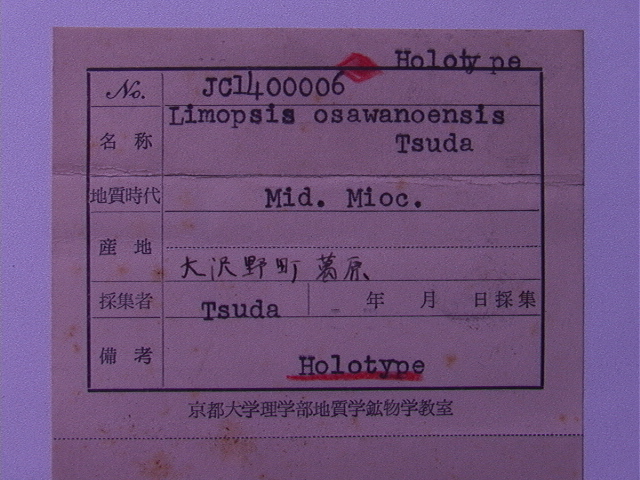 Holotype
No. JC1400006
名称 Limopsis osawanoensis
Tsuda
地質時代 Mid. Mioc.
産地
大沢野町 葛原
採集者 Tsuda 年 月 日採集
備考 Holotype
京都大学理学部地質学鉱物学教室